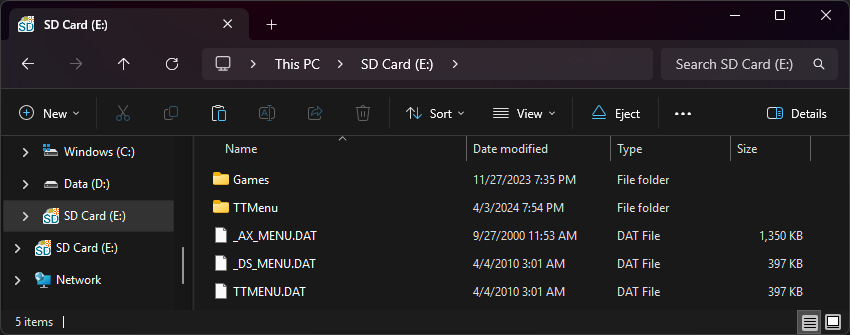 SD Card (E:)
This PC SD Card (E:) Search SD Card (E:)
New Sort View Eject Details
Name Date modified Type Size
Windows (C:)
Data (D:)
SD Card (E:)
SD Card (E:)
Network
Games 11/27/2023 7:35 PM File folder
TTMenu 4/3/2024 7:54 PM File folder
_AX_MENU.DAT 9/27/2000 11:53 AM DAT File 1,350 KB
_DS_MENU.DAT 4/4/2010 3:01 AM DAT File 397 KB
TTMENU.DAT 4/4/2010 3:01 AM DAT File 397 KB
5 items